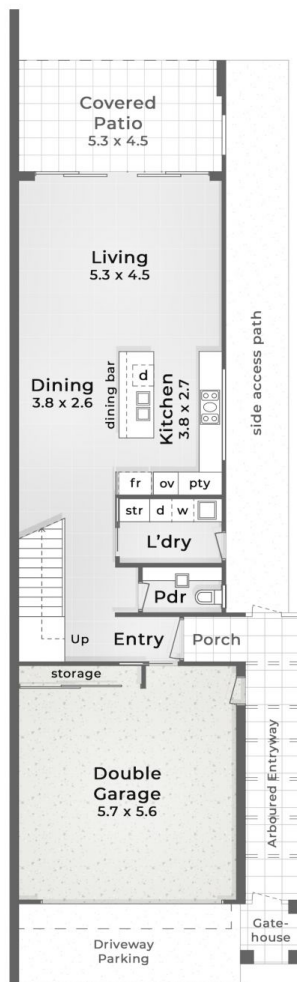 Covered
Patio
5.3 x 4.5
Living
5.3 x 4.5
side access path
Dining
3.8 x 2.6
dining bar
d
Kitchen
3.8 x 2.7
fr ov pty
str d w
L'dry
Pdr
Up
Entry
Porch
storage
Double
Garage
5.7 x 5.6
Arboured Entryway
Gate-
house
Driveway
Parking